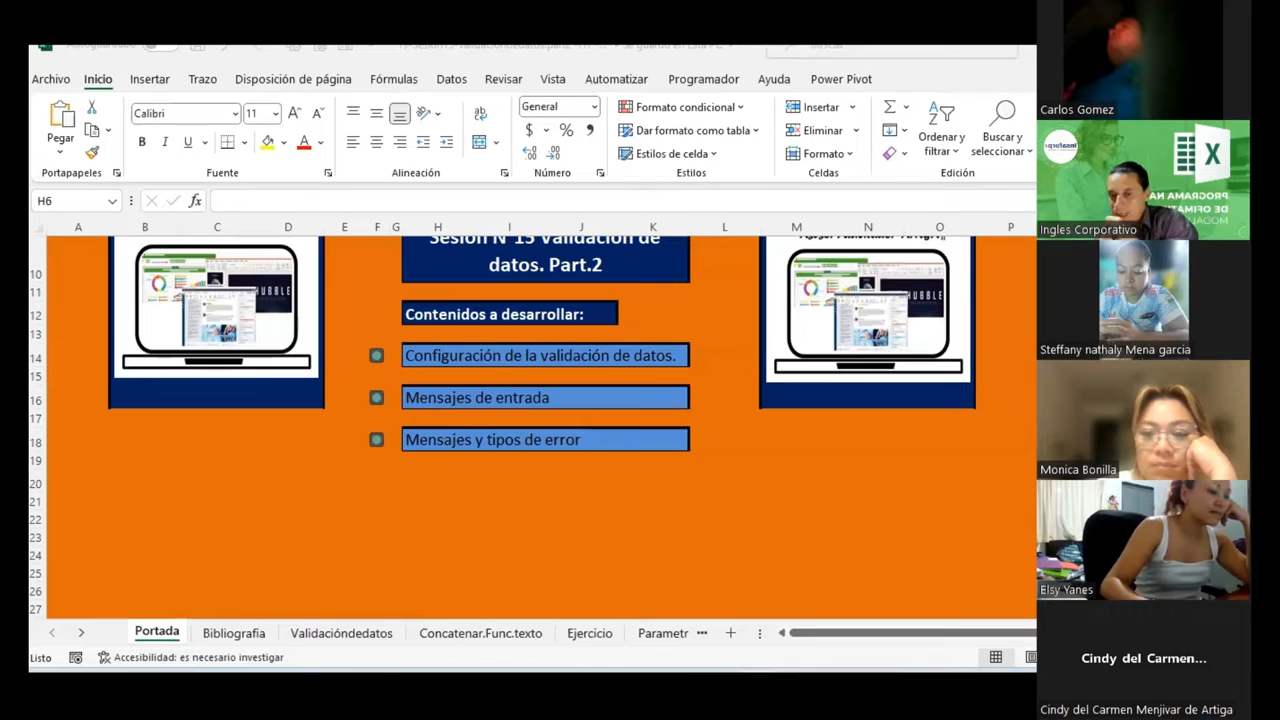 Archivo Inicio Insertar Trazo Disposición de página Fórmulas Datos Revisar Vista Automatizar Programador Ayuda Power Pivot
Pegar
Calibri 11
General
Formato condicional
Dar formato como tabla
Estilos de celda
Insertar
Eliminar
Formato
Ordenar y filtrar
Buscar y seleccionar
N K S
$ %
Portapapeles Fuente Alineación Número Estilos Celdas Edición
H6 fx
A B C D E F G H I J K L M N O P
10
11
12
13
14
15
16
17
18
19
20
21
22
23
24
25
26
27
Sesión N°15 Validación de
datos. Part.2
Contenidos a desarrollar:
Configuración de la validación de datos.
Mensajes de entrada
Mensajes y tipos de error
Portada Bibliografia Validacióndedatos Concatenar.Func.texto Ejercicio Parametr
Listo Accesibilidad: es necesario investigar
Carlos Gomez
PROGRAMA NA
DE OFIMATI
Ingles Corporativo
Steffany nathaly Mena garcia
Monica Bonilla
Elsy Yanes
Cindy del Carmen...
Cindy del Carmen Menjivar de Artiga